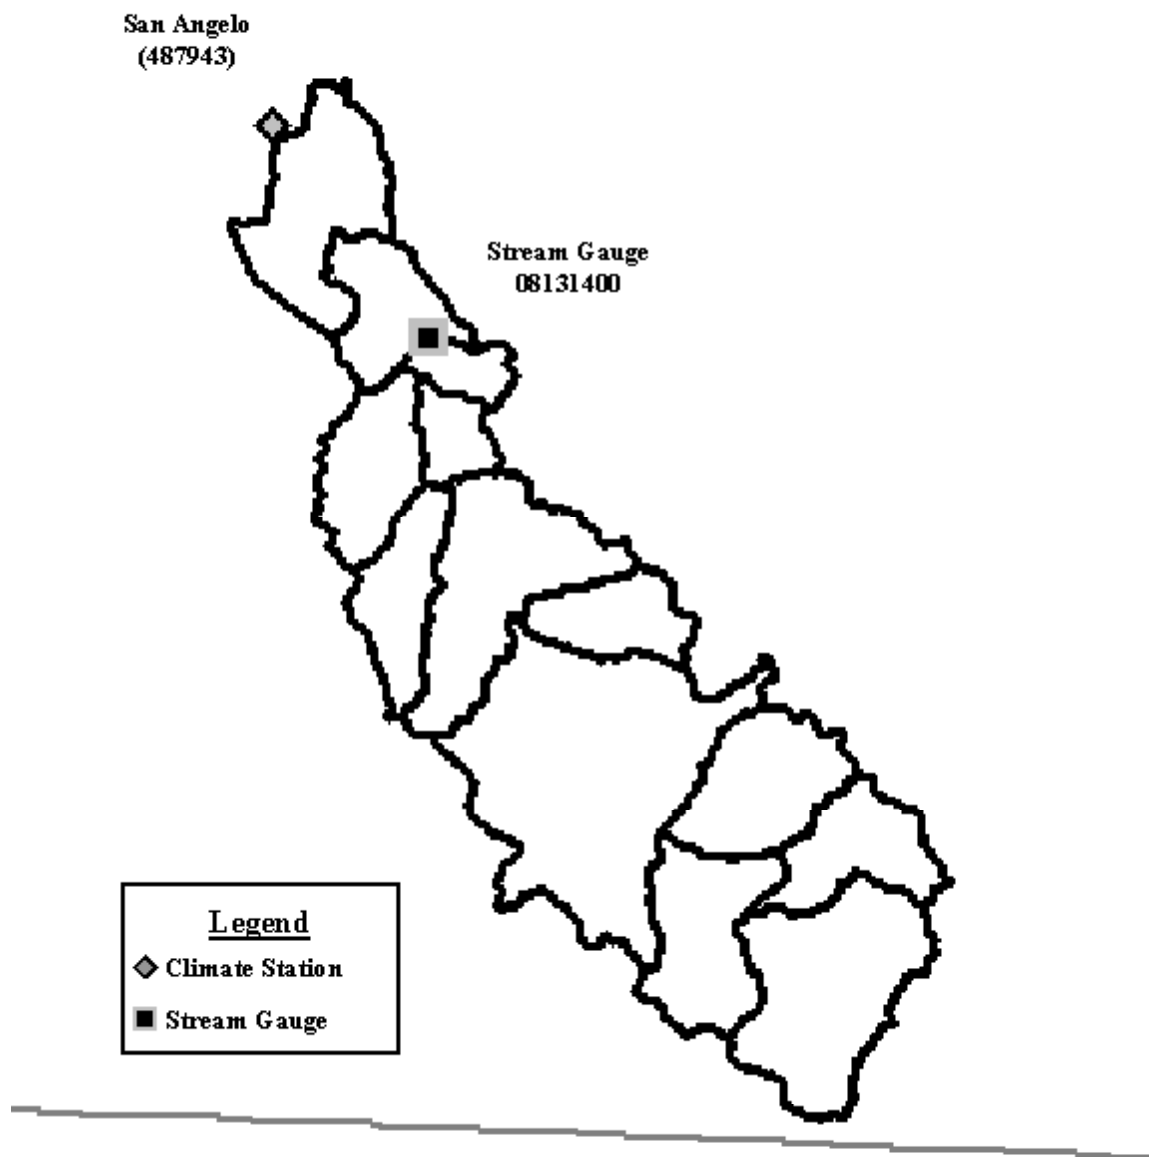 San Angelo
(487943)
Stream Gauge
08131400
Legend
Climate Station
Stream Gauge